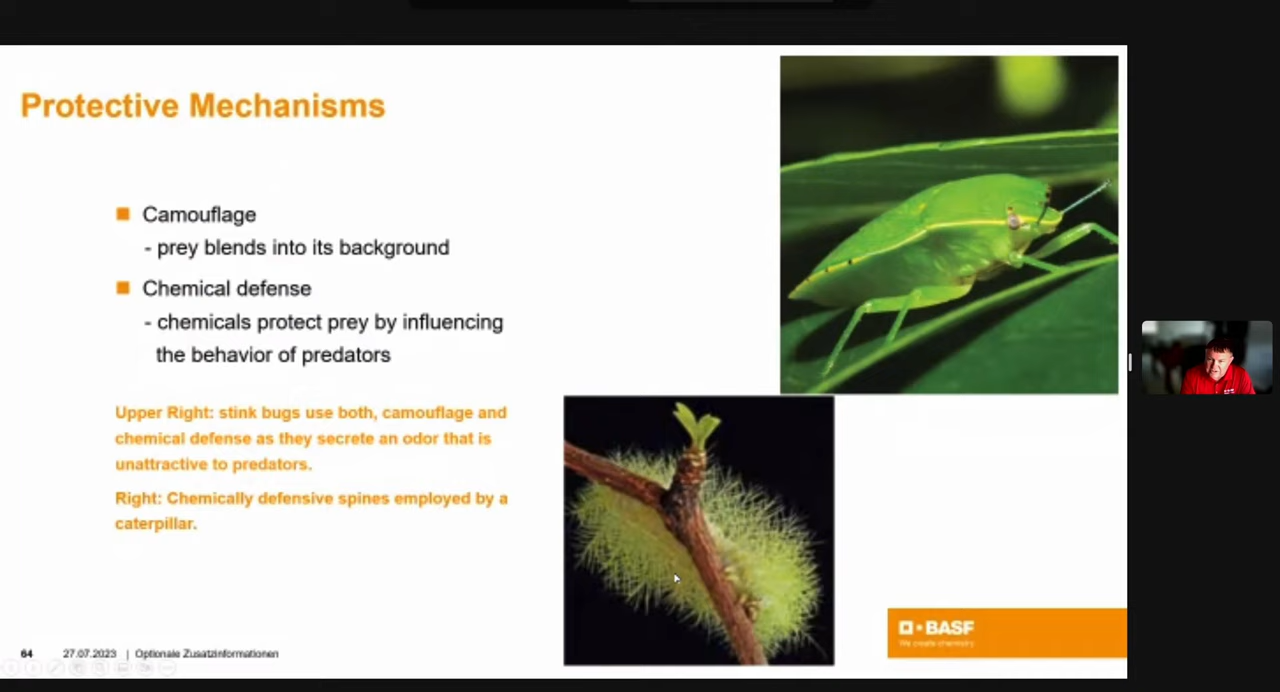 Protective Mechanisms
Camouflage
- prey blends into its background
Chemical defense
- chemicals protect prey by influencing
the behavior of predators
Upper Right: stink bugs use both, camouflage and
chemical defense as they secrete an odor that is
unattractive to predators.
Right: Chemically defensive spines employed by a
caterpillar.
BASF
We create chemistry
64 27.07.2023 | Optionale Zusatzinformationen